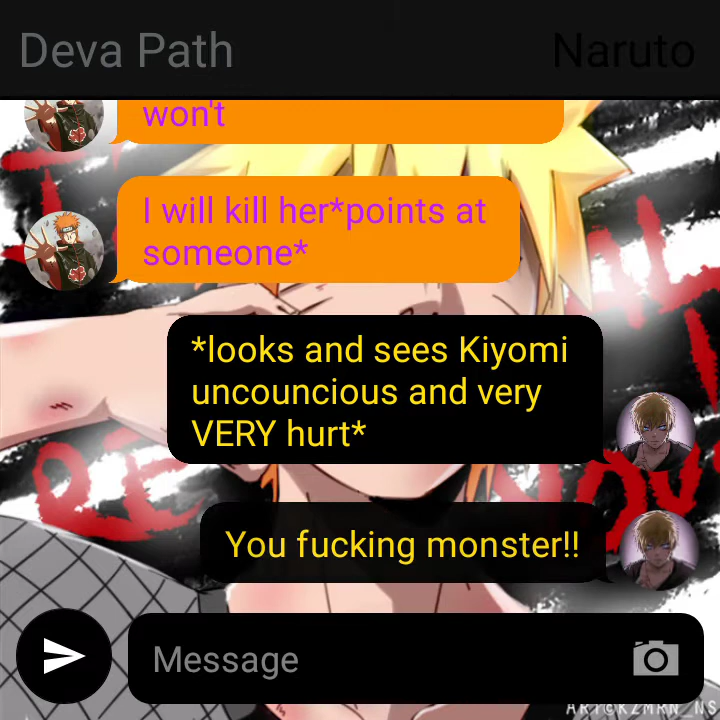 Deva Path
Naruto
won't
I will kill her*points at
someone*
*looks and sees Kiyomi
uncouncious and very
VERY hurt*
You fucking monster!!
Message
ART@KZMRN_NS